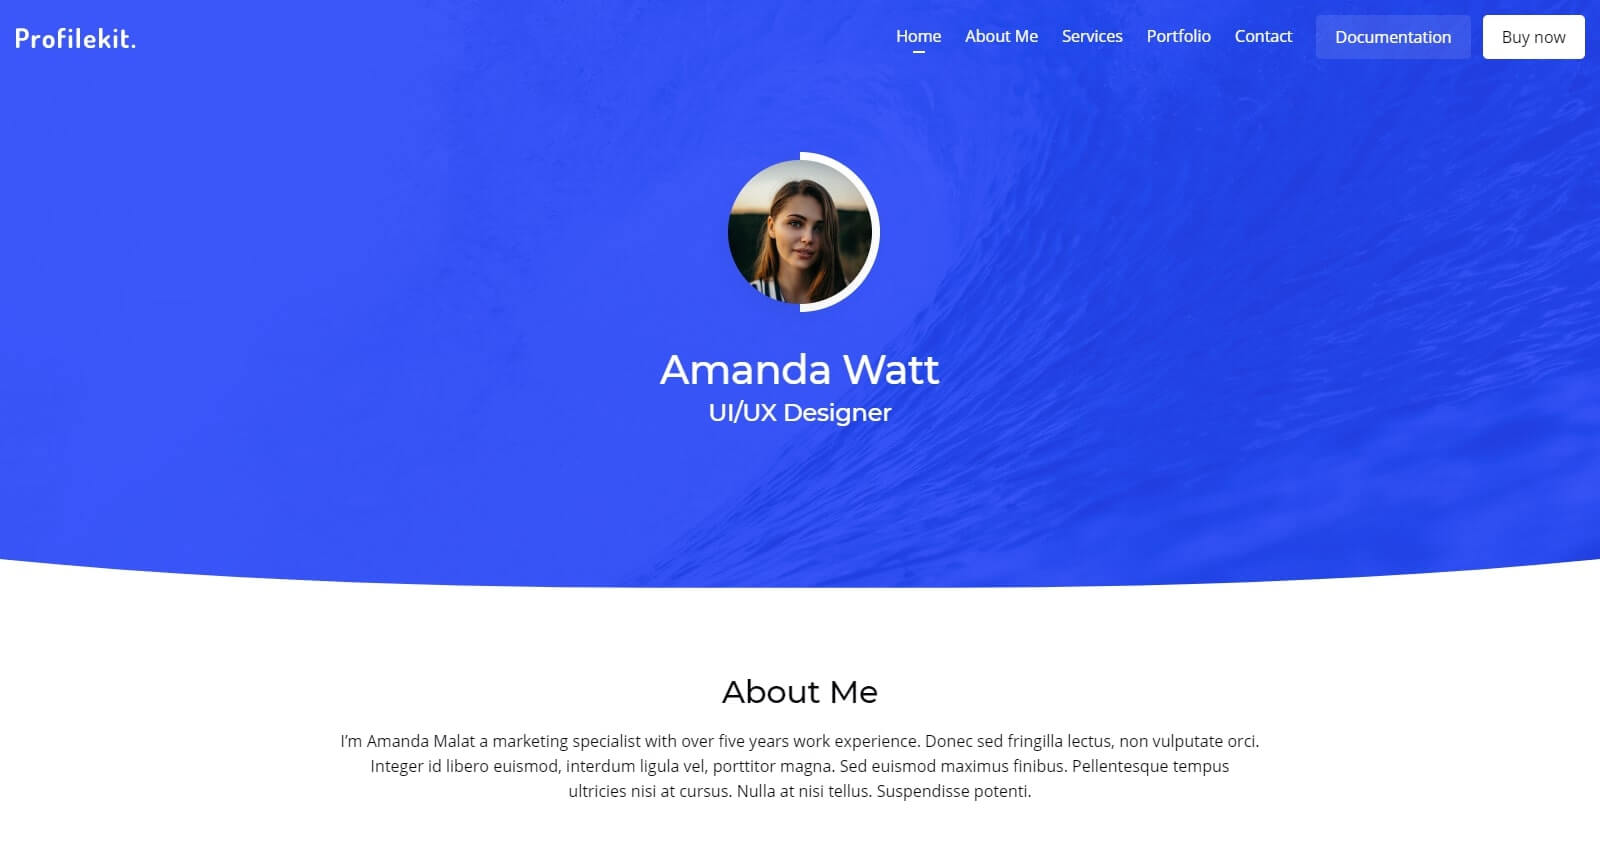 Profilekit.
Home About Me Services Portfolio Contact Documentation Buy now
Amanda Watt
UI/UX Designer
About Me
I’m Amanda Malat a marketing specialist with over five years work experience. Donec sed fringilla lectus, non vulputate orci.
Integer id libero euismod, interdum ligula vel, porttitor magna. Sed euismod maximus finibus. Pellentesque tempus
ultricies nisi at cursus. Nulla at nisi tellus. Suspendisse potenti.